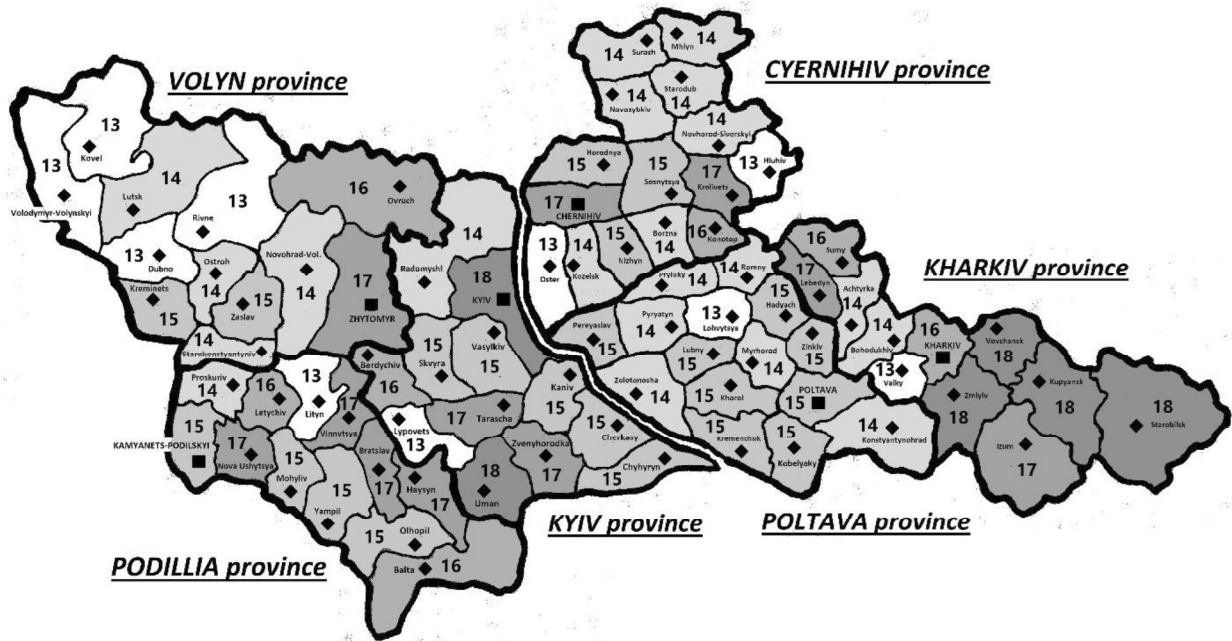 VOLYN province
CYERNIHIV province
KHARKIV province
POLTAVA province
KYIV province
PODILLIA province
13
Kovel
13
Volodymyr-Volynskyi
14
Lutsk
13
Rivne
16
Ovruch
13
Dubno
Ostroh
14
Novohrad-Vol.
14
17
ZHYTOMYR
Kreminets
15
15
Zaslav
14
Starokonstyantyniv
14
Radomyshl
18
KYIV
15
Skvyra
Vasylkiv
15
Berdychiv
16
Kaniv
15
17
Tarascha
Lypovets
13
Zvenyhorodka
17
Cherkasy
Chyhyryn
15
18
Uman
Proskuriv
14
16
Letychiv
13
Lityn
17
Vinnytsya
15
KAMYANETS-PODILSKYI
17
Nova Ushytsya
15
Mohyliv
15
Yampil
Bratslav
17
Haysyn
17
15
Olhopil
Balta
16
14
Surazh
Mhlyn
14
Starodub
14
Novozybkiv
14
14
Novhorod-Siverskyi
13
Hluhiv
15
Horodnya
15
Sosnytsya
17
Krolivets
17
CHERNIHIV
13
Oster
14
Kozelsk
15
Nizhyn
Borzna
14
16
Konotop
Pryluky
14
14
Romny
15
Hadyach
Pereyaslav
15
Pyryatyn
14
13
Lohvytsya
Lubny
15
Myrhorod
14
Zinkiv
15
Zolotonosha
14
15
Khorol
POLTAVA
15
15
Kremenchuk
15
Kobelyaky
14
Konstyantynohrad
16
Sumy
17
Lebedyn
Achtyrka
14
14
Bohodukhiv
16
KHARKIV
13
Valky
Vovchansk
18
Zmiyiv
18
Kupyansk
18
Izum
17
18
Starobilsk